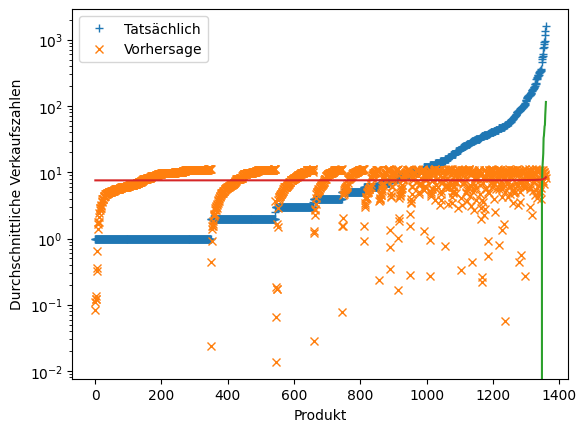 Tatsächlich
Vorhersage
Durchschnittliche Verkaufszahlen
10³
10²
10¹
10⁰
10⁻¹
10⁻²
0 200 400 600 800 1000 1200 1400
Produkt